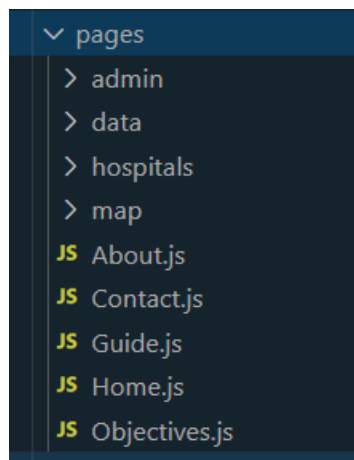 pages
admin
data
hospitals
map
JS About.js
JS Contact.js
JS Guide.js
JS Home.js
JS Objectives.js